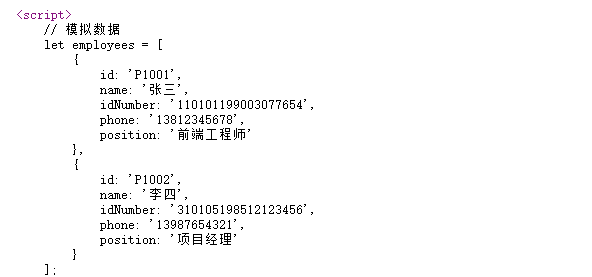 <script>
// 模拟数据
let employees = [
{
id: 'P1001',
name: '张三',
idNumber: '110101199003077654',
phone: '13812345678',
position: '前端工程师'
},
{
id: 'P1002',
name: '李四',
idNumber: '310105198512123456',
phone: '13987654321',
position: '项目经理'
}
];